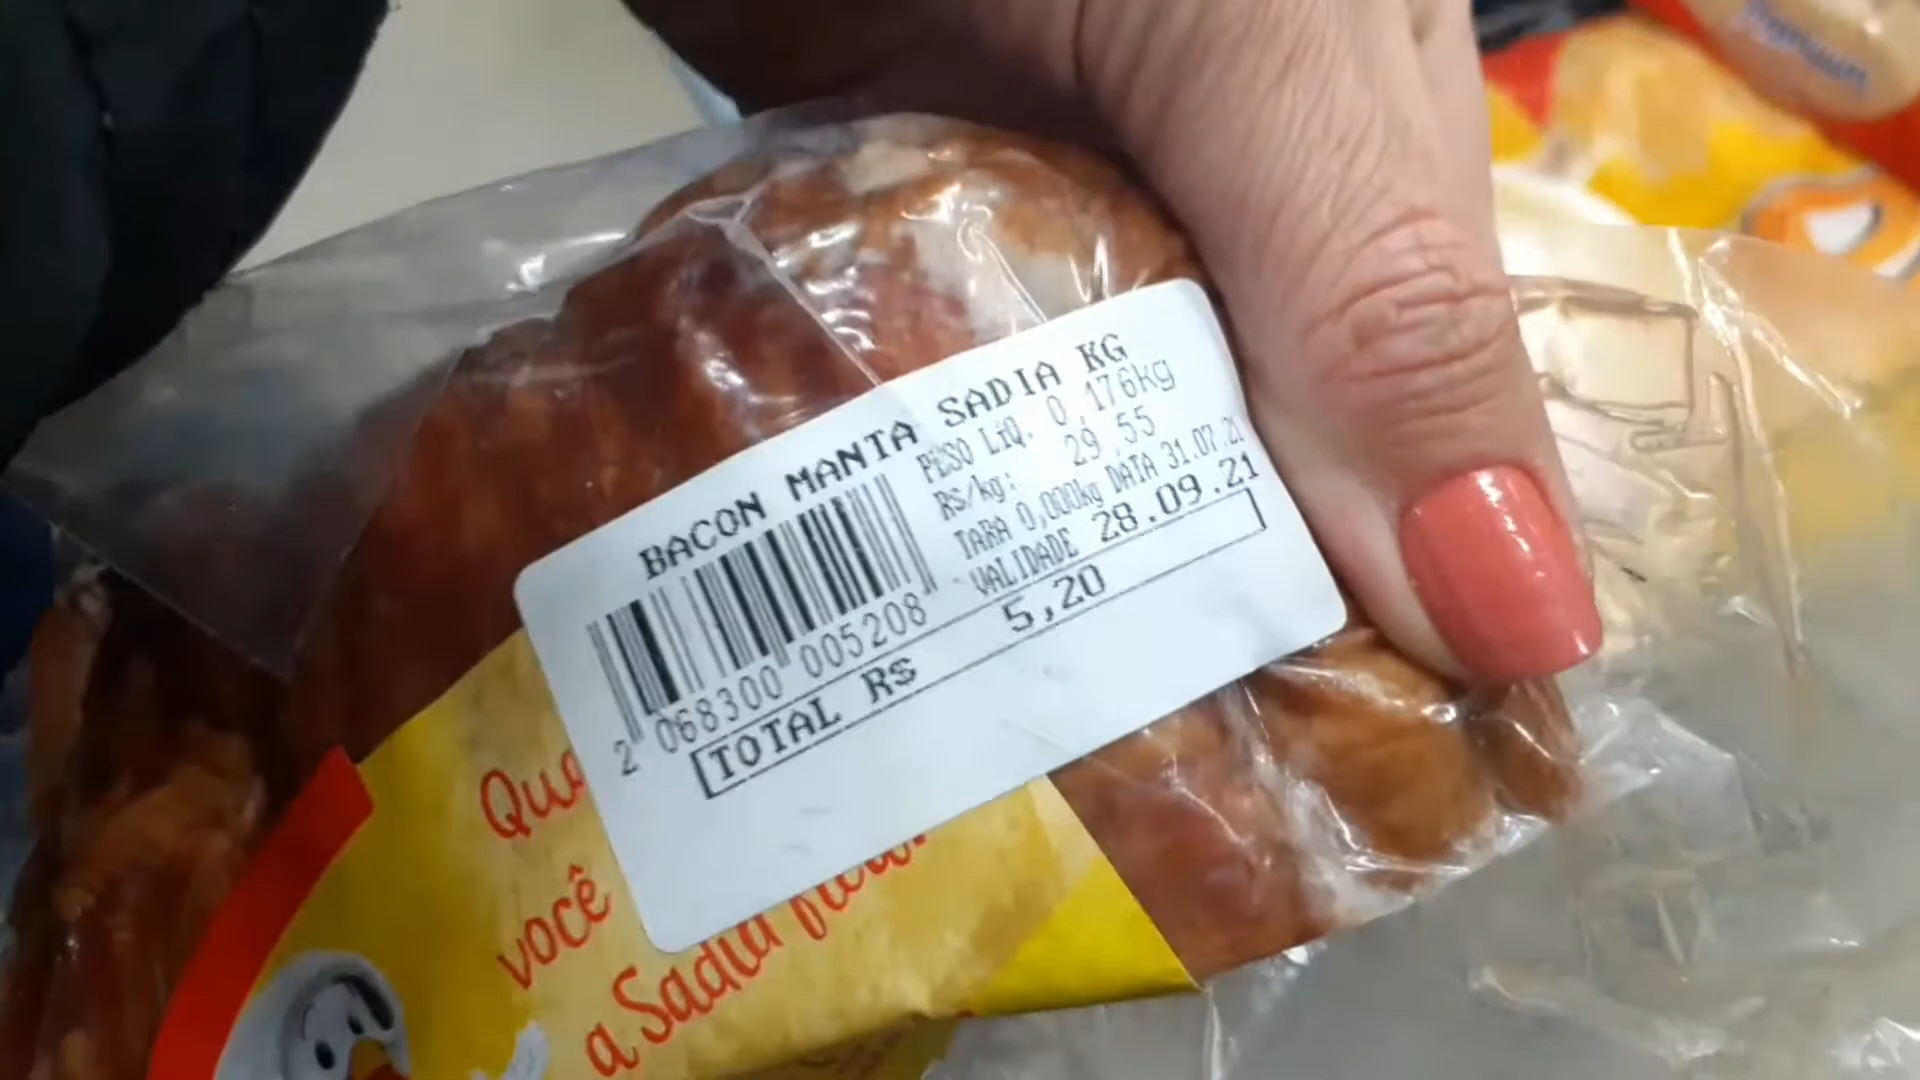 BACON MANTA SADIA KG
PESO LIQ. 0,176kg
R$/kg: 29,55
TARA 0,000kg DATA 31.07.21
VALIDADE 28.09.21
2 068300 005208
TOTAL R$ 5,20
você
a Sadia